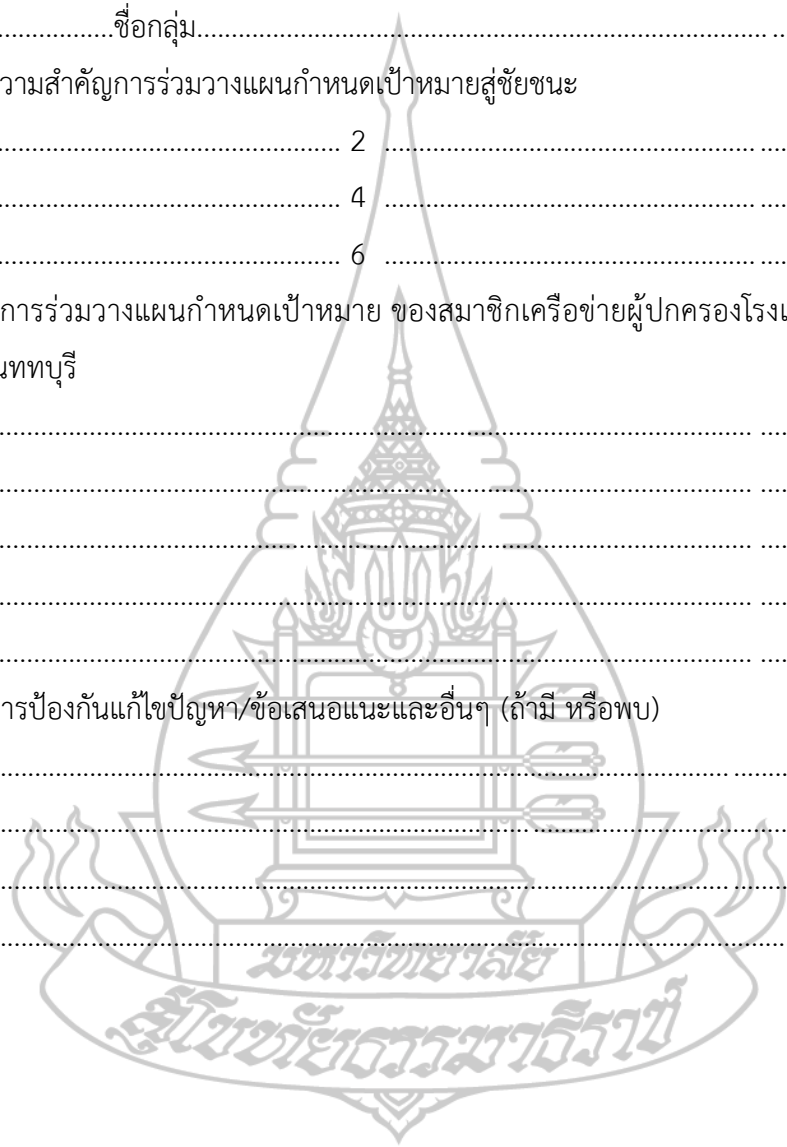 ................ชื่อกลุ่ม................................................................................ ..
วามสำคัญการร่วมวางแผนกำหนดเป้าหมายสู่ชัยชนะ
................................................ 2 .................................................... ....
................................................ 4 .................................................... ....
................................................ 6 .................................................... ....
การร่วมวางแผนกำหนดเป้าหมาย ของสมาชิกเครือข่ายผู้ปกครองโรงเ
นททบุรี
.......................................................................................................... ....
.......................................................................................................... ....
.......................................................................................................... ....
.......................................................................................................... ....
.......................................................................................................... ....
ารป้องกันแก้ไขปัญหา/ข้อเสนอแนะและอื่นๆ (ถ้ามี หรือพบ)
....................................................................................................... ........
.......................................................................... ....................................
....................................................................................................... ........
...............................................................................................................
มหาวิทยาลัย
สุโขทัยธรรมาธิราช